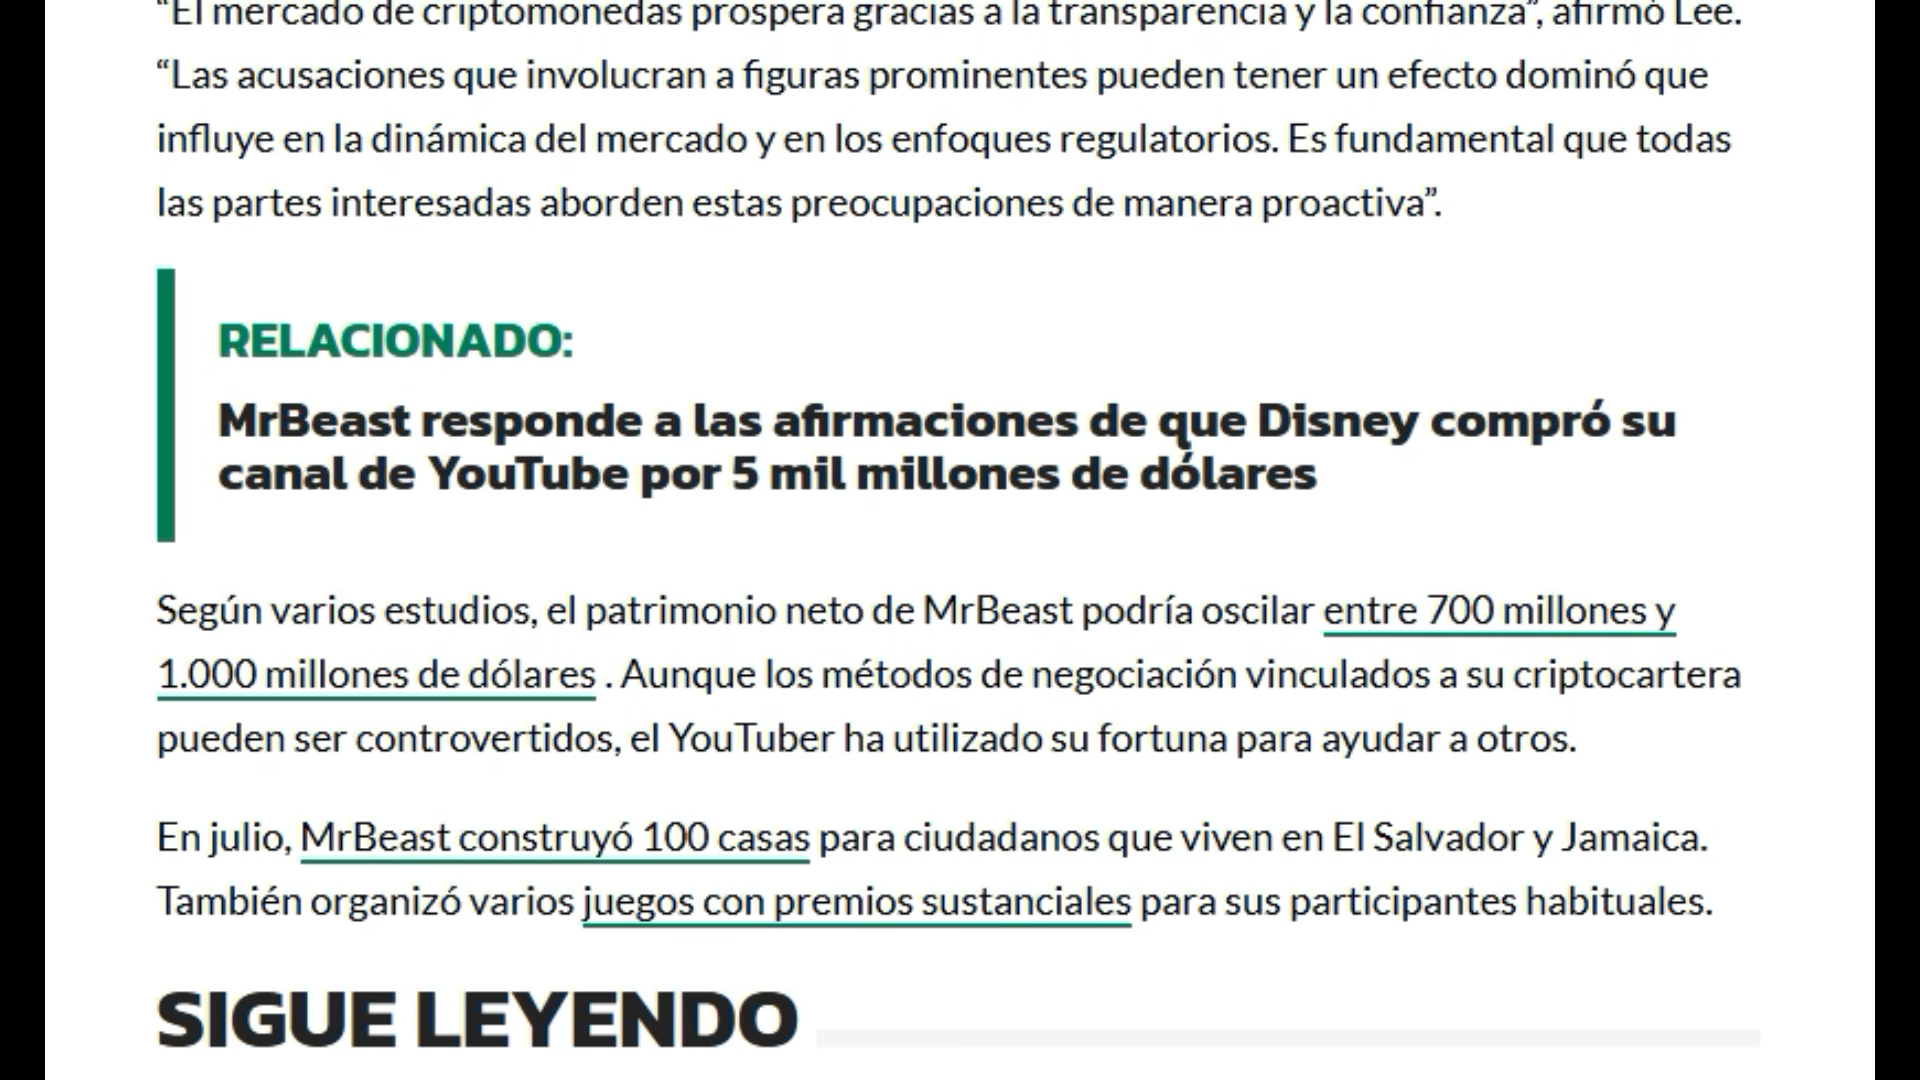 “El mercado de criptomonedas prospera gracias a la transparencia y la confianza”, afirmó Lee.
“Las acusaciones que involucran a figuras prominentes pueden tener un efecto dominó que
influye en la dinámica del mercado y en los enfoques regulatorios. Es fundamental que todas
las partes interesadas aborden estas preocupaciones de manera proactiva”.
RELACIONADO:
MrBeast responde a las afirmaciones de que Disney compró su
canal de YouTube por 5 mil millones de dólares
Según varios estudios, el patrimonio neto de MrBeast podría oscilar entre 700 millones y
1.000 millones de dólares . Aunque los métodos de negociación vinculados a su criptocartera
pueden ser controvertidos, el YouTuber ha utilizado su fortuna para ayudar a otros.
En julio, MrBeast construyó 100 casas para ciudadanos que viven en El Salvador y Jamaica.
También organizó varios juegos con premios sustanciales para sus participantes habituales.
SIGUE LEYENDO